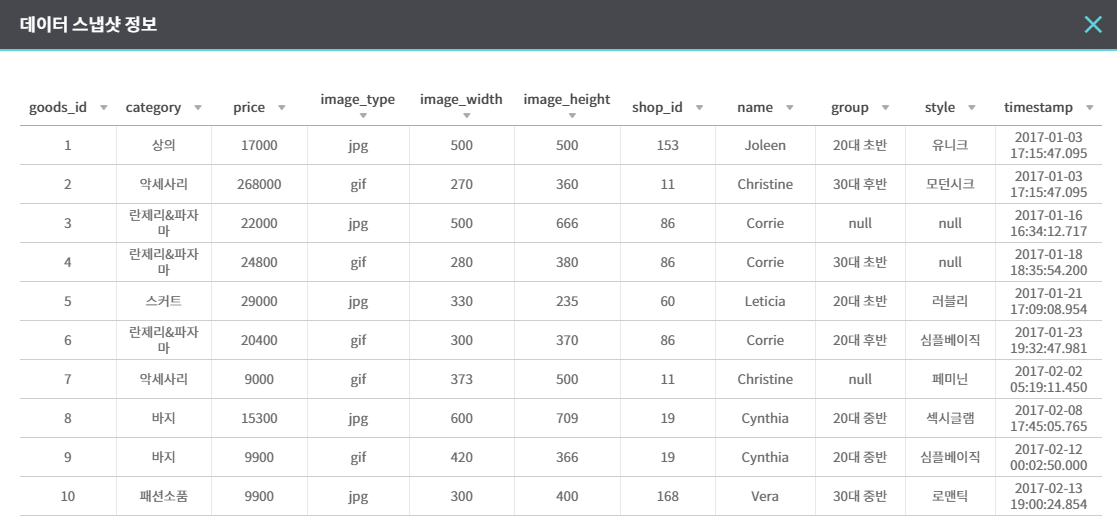 데이터 스냅샷 정보
goods_id category price image_type image_width image_height shop_id name group style timestamp
1 상의 17000 jpg 500 500 153 Joleen 20대 초반 유니크 2017-01-03 17:15:47.095
2 악세사리 268000 gif 270 360 11 Christine 30대 후반 모던시크 2017-01-03 17:15:47.095
3 란제리&파자마 22000 jpg 500 666 86 Corrie null null 2017-01-16 16:34:12.717
4 란제리&파자마 24800 gif 280 380 86 Corrie 30대 초반 null 2017-01-18 18:35:54.200
5 스커트 29000 jpg 330 235 60 Leticia 20대 초반 러블리 2017-01-21 17:09:08.954
6 란제리&파자마 20400 gif 300 370 86 Corrie 20대 후반 심플베이직 2017-01-23 19:32:47.981
7 악세사리 9000 gif 373 500 11 Christine null 페미닌 2017-02-02 05:19:11.450
8 바지 15300 jpg 600 709 19 Cynthia 20대 중반 섹시글램 2017-02-08 17:45:05.765
9 바지 9900 gif 420 366 19 Cynthia 20대 중반 심플베이직 2017-02-12 00:02:50.000
10 패션소품 9900 jpg 300 400 168 Vera 30대 중반 로맨틱 2017-02-13 19:00:24.854